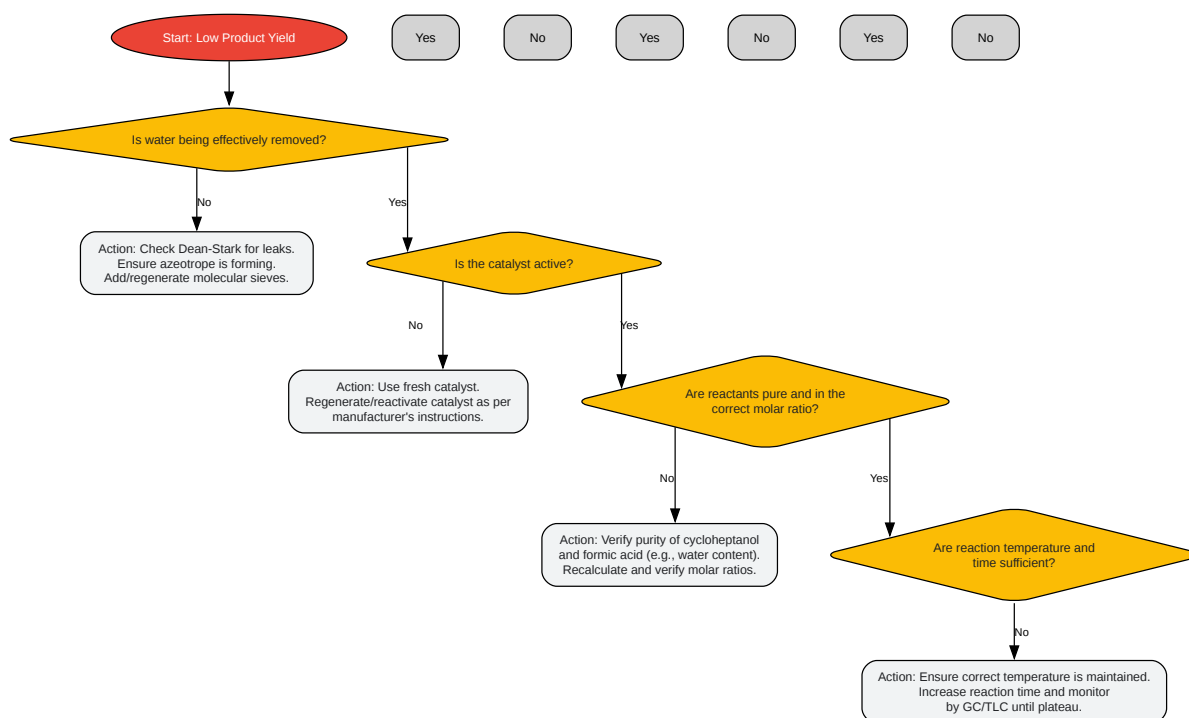 Start: Low Product Yield
Yes
No
Yes
No
Yes
No
Is water being effectively removed?
No
Yes
Action: Check Dean-Stark for leaks.
Ensure azeotrope is forming.
Add/regenerate molecular sieves.
Is the catalyst active?
No
Yes
Action: Use fresh catalyst.
Regenerate/reactivate catalyst as per
manufacturer's instructions.
Are reactants pure and in the
correct molar ratio?
No
Yes
Action: Verify purity of cycloheptanol
and formic acid (e.g., water content).
Recalculate and verify molar ratios.
Are reaction temperature and
time sufficient?
No
Action: Ensure correct temperature is maintained.
Increase reaction time and monitor
by GC/TLC until plateau.